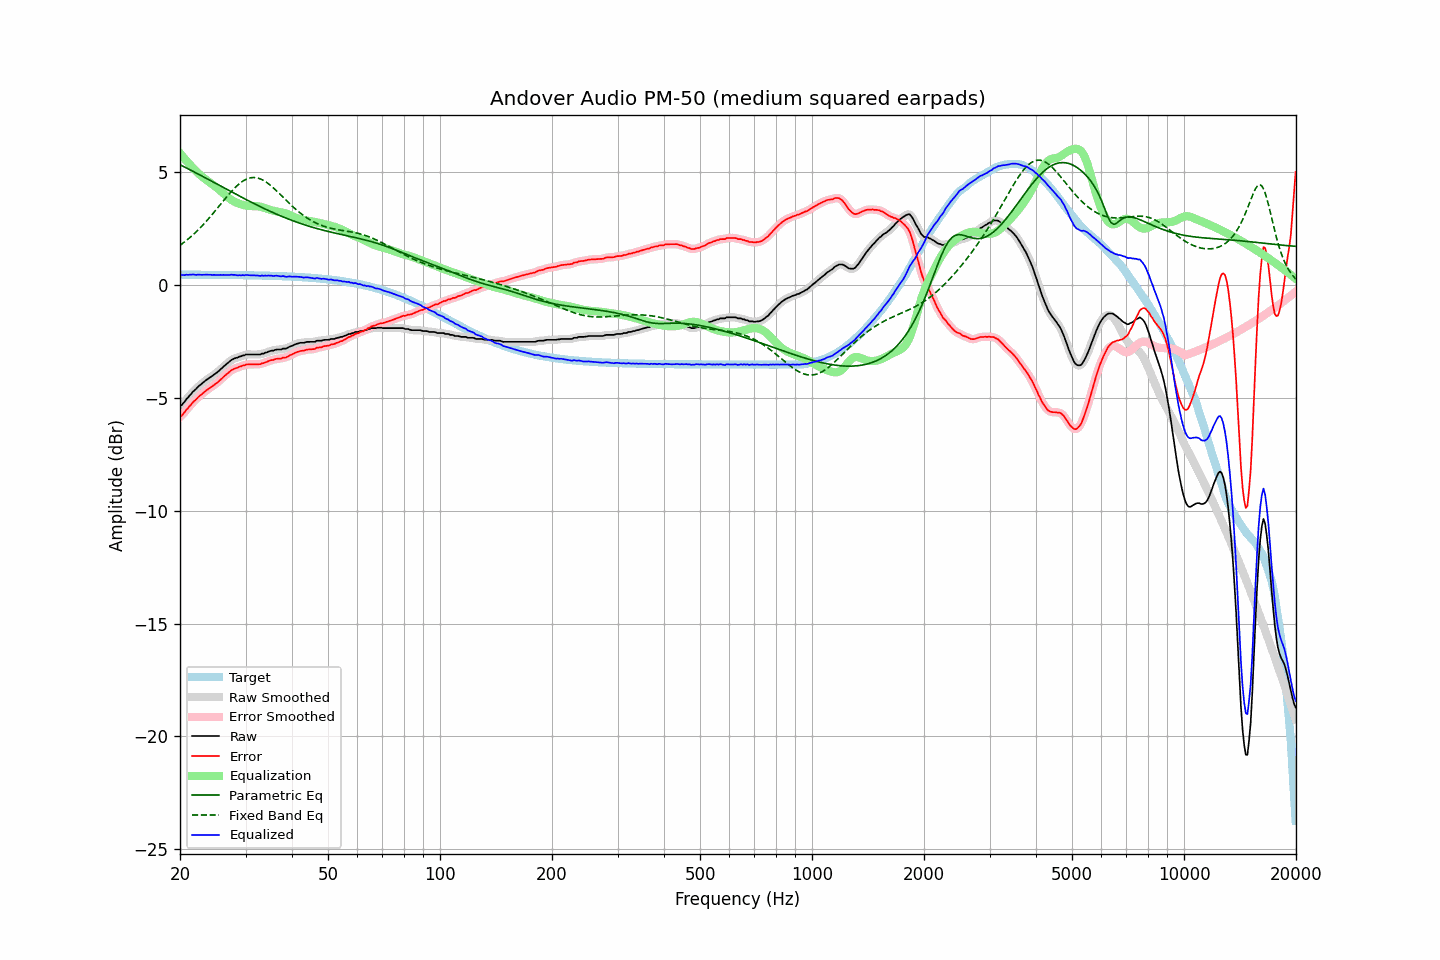 Andover Audio PM-50 (medium squared earpads)
Amplitude (dBr)
5
0
−5
−10
−15
−20
−25
Target
Raw Smoothed
Error Smoothed
Raw
Error
Equalization
Parametric Eq
Fixed Band Eq
Equalized
20 50 100 200 500 1000 2000 5000 10000 20000
Frequency (Hz)